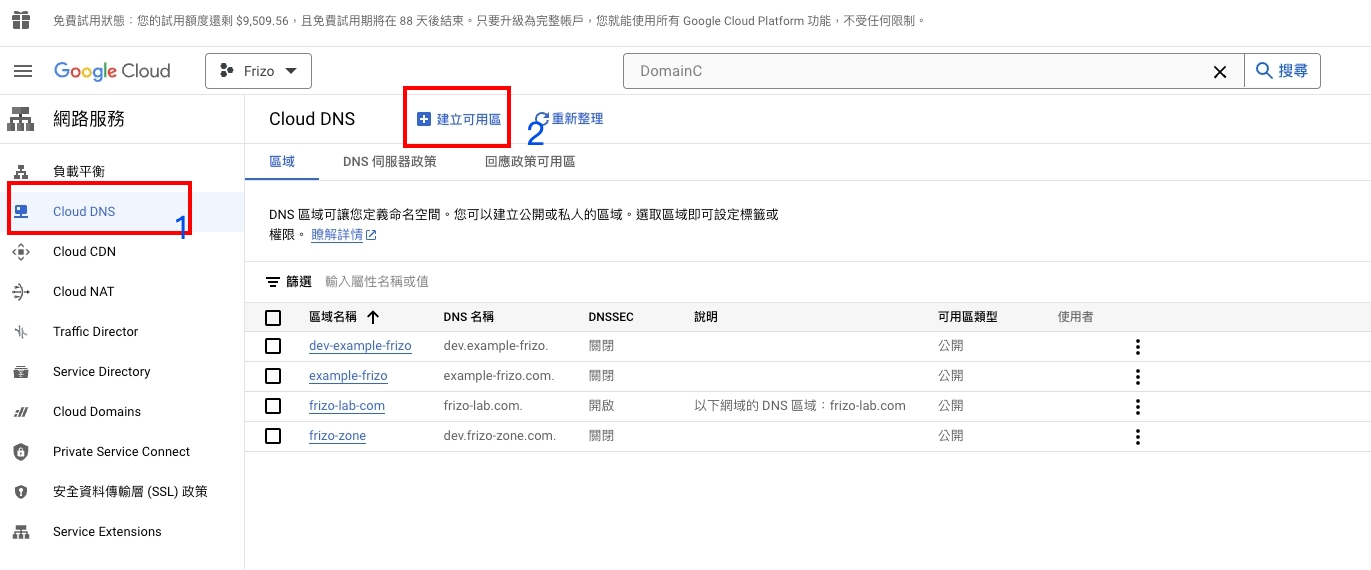 免費試用狀態：您的試用額度還剩 $9,509.56，且免費試用期將在 88 天後結束。只要升級為完整帳戶，您就能使用所有 Google Cloud Platform 功能，不受任何限制。
Google Cloud Frizo DomainC 搜尋
網路服務 Cloud DNS 建立可用區 2 重新整理
負載平衡 區域 DNS 伺服器政策 回應政策可用區
Cloud DNS 1
Cloud CDN
Cloud NAT
Traffic Director
Service Directory
Cloud Domains
Private Service Connect
安全資料傳輸層 (SSL) 政策
Service Extensions
DNS 區域可讓您定義命名空間。您可以建立公開或私人的區域。選取區域即可設定標籤或
權限。 瞭解詳情
篩選 輸入屬性名稱或值
區域名稱 DNS 名稱 DNSSEC 說明 可用區類型 使用者
dev-example-frizo dev.example-frizo. 關閉 公開
example-frizo example-frizo.com. 關閉 公開
frizo-lab-com frizo-lab.com. 開啟 以下網域的 DNS 區域：frizo-lab.com 公開
frizo-zone dev.frizo-zone.com. 關閉 公開